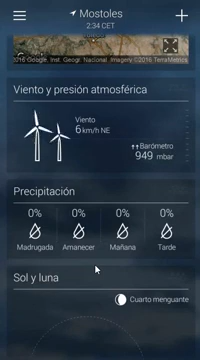 Mostoles
2:34 CET
2016 Google, Inst. Geogr. Nacional Imagery ©2016 TerraMetrics
Viento y presión atmosférica
Viento
6 km/h NE
Barómetro
949 mbar
Precipitación
0% 0% 0% 0%
Madrugada Amanecer Mañana Tarde
Sol y luna
Cuarto menguante